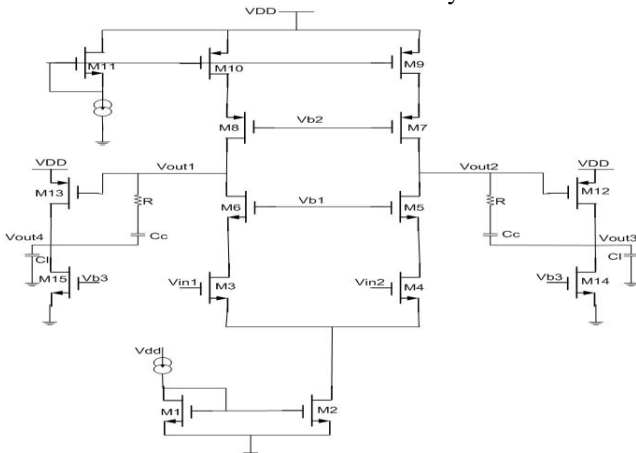 VDD
M11
M10
M9
M8
Vb2
M7
Vout1
Vout2
VDD
VDD
M13
M12
R
M6
Vb1
M5
R
Cc
Cc
Vout4
Vout3
Cl
Cl
M15
Vb3
Vin1
M3
Vin2
M4
Vb3
M14
Vdd
M1
M2